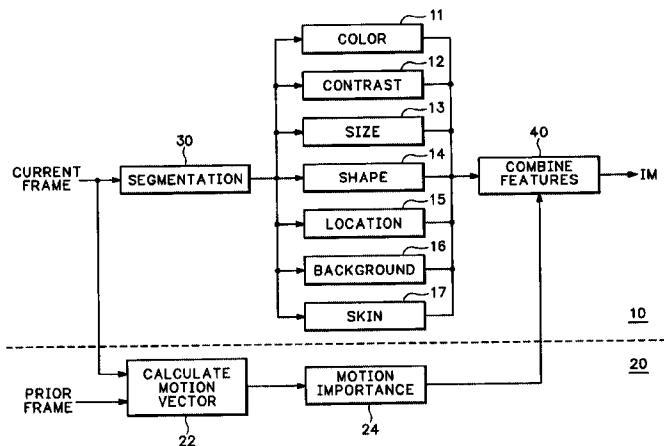 11
COLOR
12
CONTRAST
13
SIZE
30
14
40
CURRENT
FRAME
SEGMENTATION
SHAPE
COMBINE
FEATURES
IM
15
LOCATION
16
BACKGROUND
17
SKIN
10
20
CALCULATE
MOTION
VECTOR
MOTION
IMPORTANCE
PRIOR
FRAME
22
24